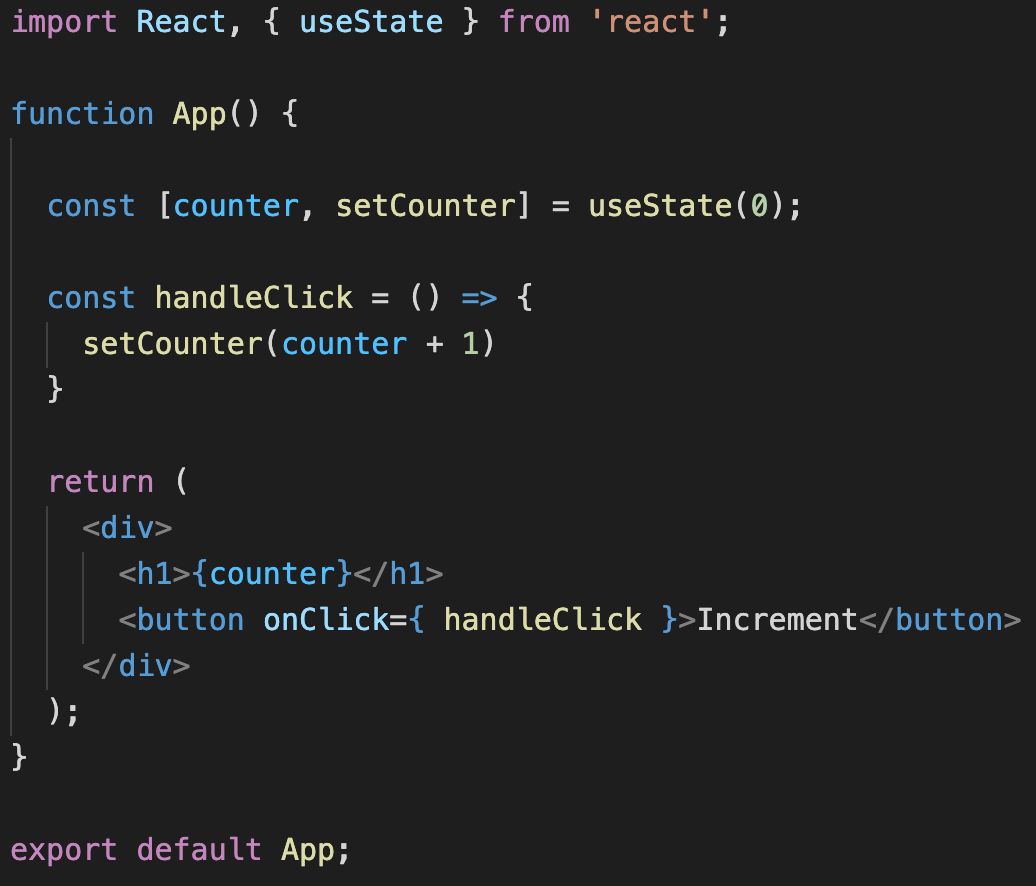 import React, { useState } from 'react';
function App() {
const [counter, setCounter] = useState(0);
const handleClick = () => {
setCounter(counter + 1)
}
return (
<div>
<h1>{counter}</h1>
<button onClick={ handleClick }>Increment</button>
</div>
);
}
export default App;